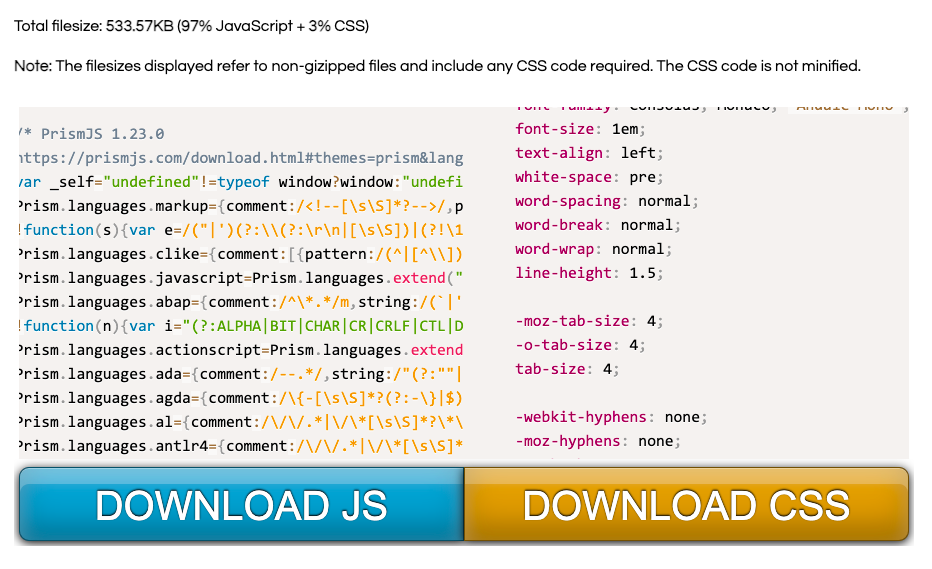 Total filesize: 533.57KB (97% JavaScript + 3% CSS)
Note: The filesizes displayed refer to non-gizipped files and include any CSS code required. The CSS code is not minified.
/* PrismJS 1.23.0
https://prismjs.com/download.html#themes=prism&lang
var _self="undefined"!=typeof window?window:"undefi
Prism.languages.markup={comment:/<!--[\s\S]*?-->/,p
!function(s){var e=/("|')(?:\\(?:\r\n|[\s\S])|(?!\1
Prism.languages.clike={comment:[{pattern:/(^|[^\\])
Prism.languages.javascript=Prism.languages.extend("
Prism.languages.abap={comment:/^\*.*/m,string:/(`|'
!function(n){var i="(?:ALPHA|BIT|CHAR|CR|CRLF|CTL|D
Prism.languages.actionscript=Prism.languages.extend
Prism.languages.ada={comment:/--.*/,string:/"(?:""|
Prism.languages.agda={comment:/\{-[\s\S]*?(?:-\}|$)
Prism.languages.al={comment:/\/\/.*|\/\*[\s\S]*?\*\
Prism.languages.antlr4={comment:/\/\/.*|\/\*[\s\S]*
font-family: Consolas, Monaco, 'Andale Mono',
font-size: 1em;
text-align: left;
white-space: pre;
word-spacing: normal;
word-break: normal;
word-wrap: normal;
line-height: 1.5;
-moz-tab-size: 4;
-o-tab-size: 4;
tab-size: 4;
-webkit-hyphens: none;
-moz-hyphens: none;
DOWNLOAD JS
DOWNLOAD CSS